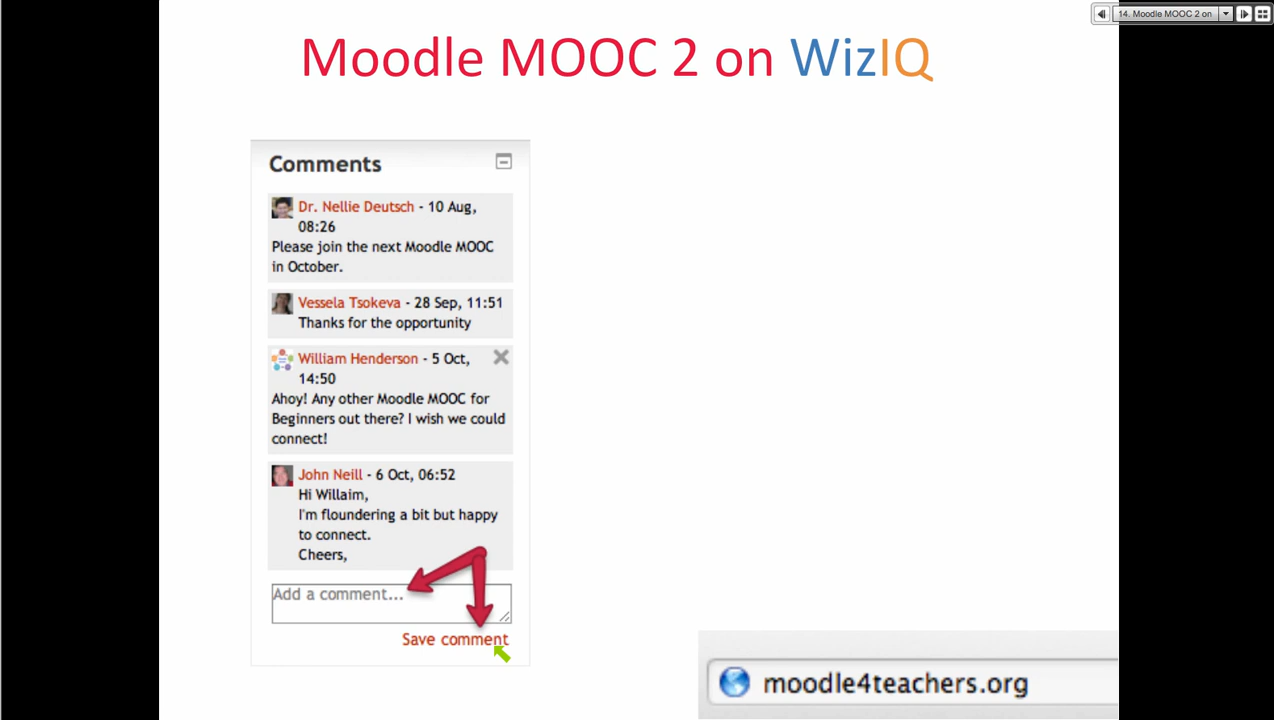 14. Moodle MOOC 2 on
Moodle MOOC 2 on WizIQ
Comments
Dr. Nellie Deutsch - 10 Aug,
08:26
Please join the next Moodle MOOC
in October.
Vessela Tsokeva - 28 Sep, 11:51
Thanks for the opportunity
William Henderson - 5 Oct,
14:50
Ahoy! Any other Moodle MOOC for
Beginners out there? I wish we could
connect!
John Neill - 6 Oct, 06:52
Hi Willaim,
I'm floundering a bit but happy
to connect.
Cheers,
Add a comment...
Save comment
moodle4teachers.org